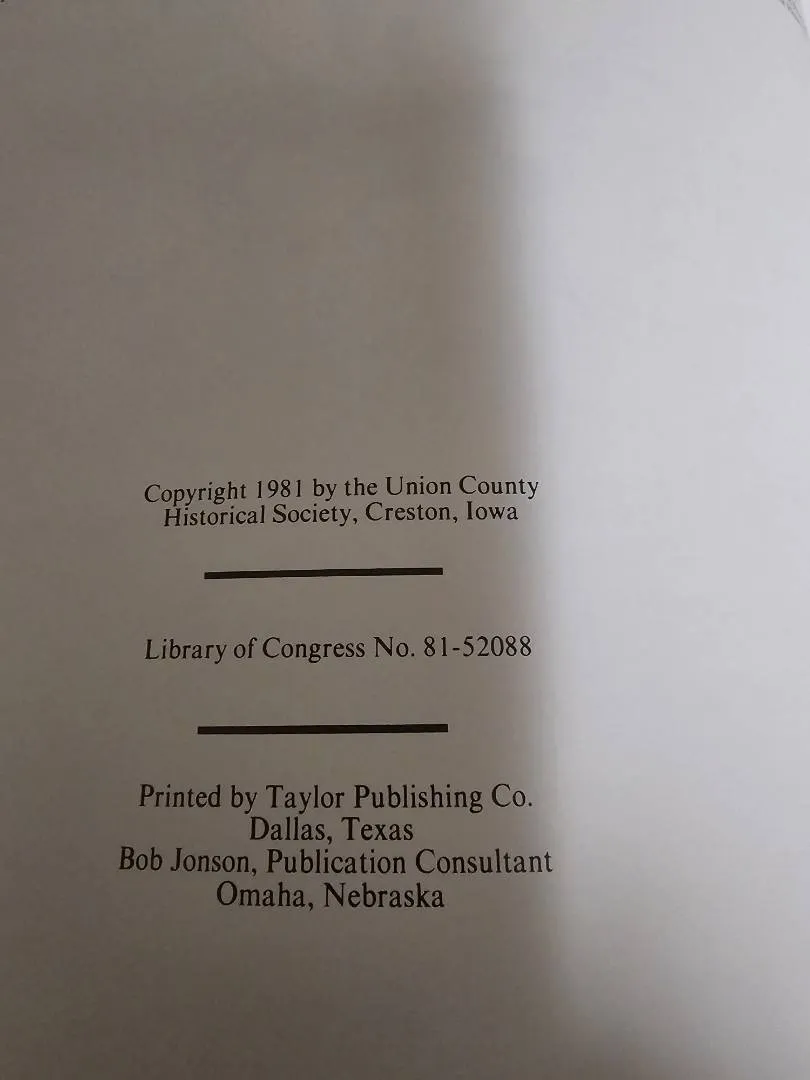 Copyright 1981 by the Union County
Historical Society, Creston, Iowa
Library of Congress No. 81-52088
Printed by Taylor Publishing Co.
Dallas, Texas
Bob Jonson, Publication Consultant
Omaha, Nebraska